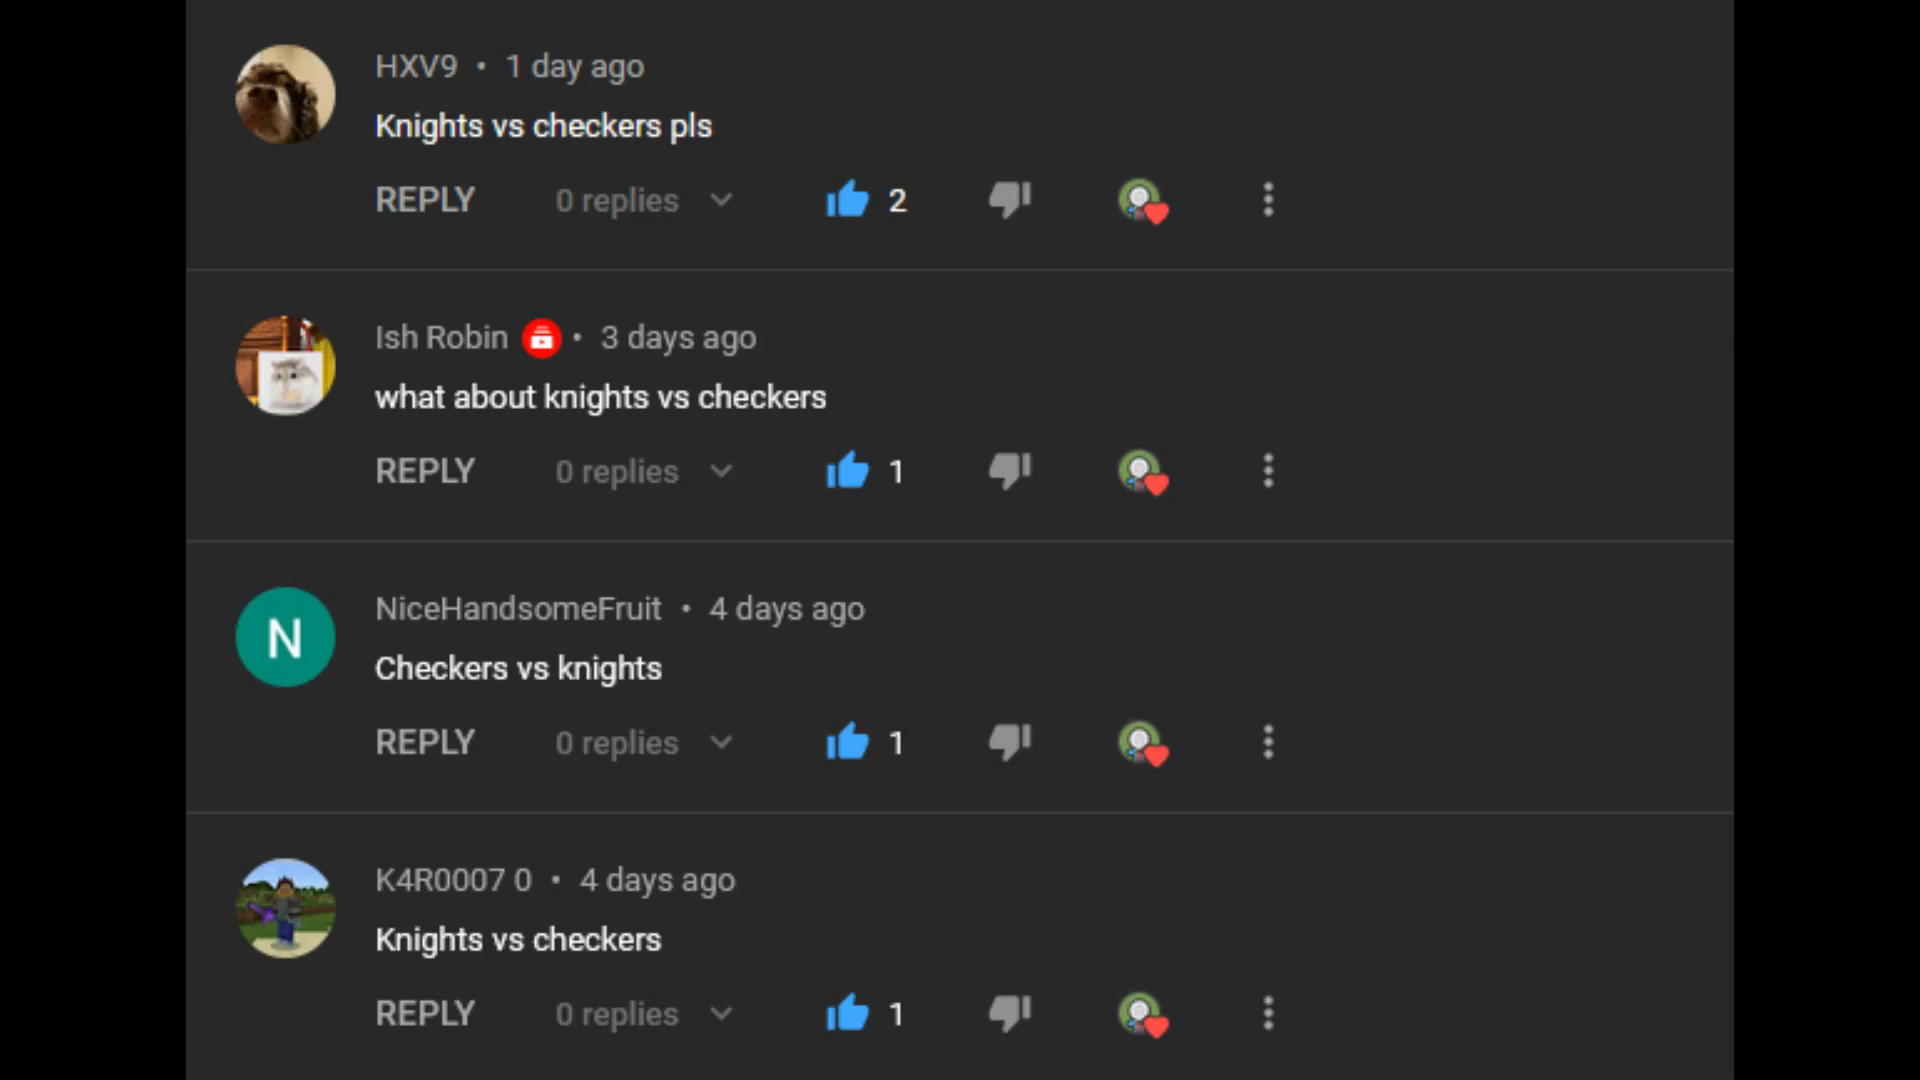 HXV9 • 1 day ago
Knights vs checkers pls
REPLY 0 replies 2
Ish Robin • 3 days ago
what about knights vs checkers
REPLY 0 replies 1
N
NiceHandsomeFruit • 4 days ago
Checkers vs knights
REPLY 0 replies 1
K4R0007 0 • 4 days ago
Knights vs checkers
REPLY 0 replies 1